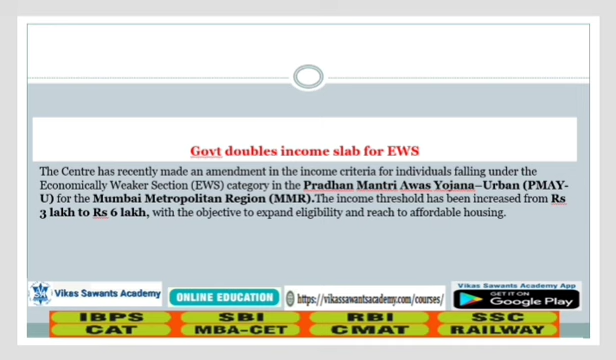 Govt doubles income slab for EWS
The Centre has recently made an amendment in the income criteria for individuals falling under the
Economically Weaker Section (EWS) category in the Pradhan Mantri Awas Yojana–Urban (PMAY-
U) for the Mumbai Metropolitan Region (MMR).The income threshold has been increased from Rs
3 lakh to Rs 6 lakh, with the objective to expand eligibility and reach to affordable housing.
Vikas Sawants Academy
ONLINE EDUCATION
https://vikassawantsacademy.com/courses/
Vikas Sawants Academy App
GET IT ON
Google Play
IBPS SBI RBI SSC
CAT MBA-CET CMAT RAILWAY